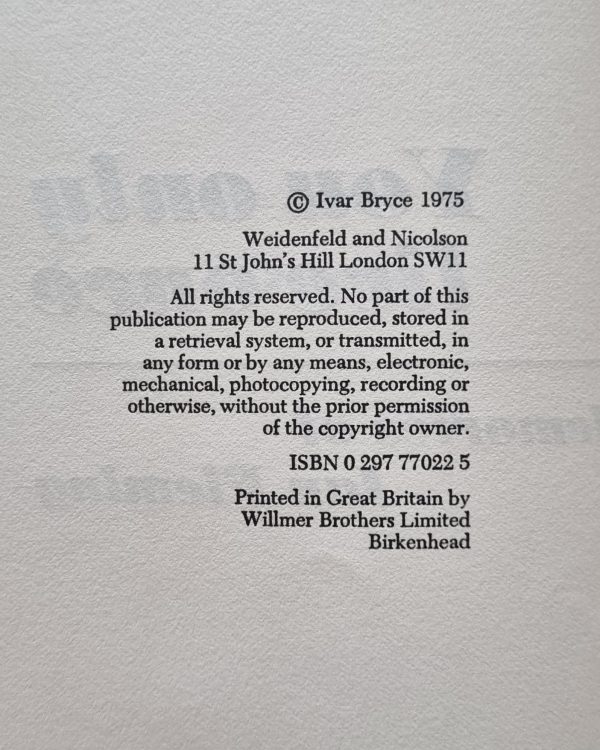 © Ivar Bryce 1975
Weidenfeld and Nicolson
11 St John's Hill London SW11
All rights reserved. No part of this
publication may be reproduced, stored in
a retrieval system, or transmitted, in
any form or by any means, electronic,
mechanical, photocopying, recording or
otherwise, without the prior permission
of the copyright owner.
ISBN 0 297 77022 5
Printed in Great Britain by
Willmer Brothers Limited
Birkenhead
You only